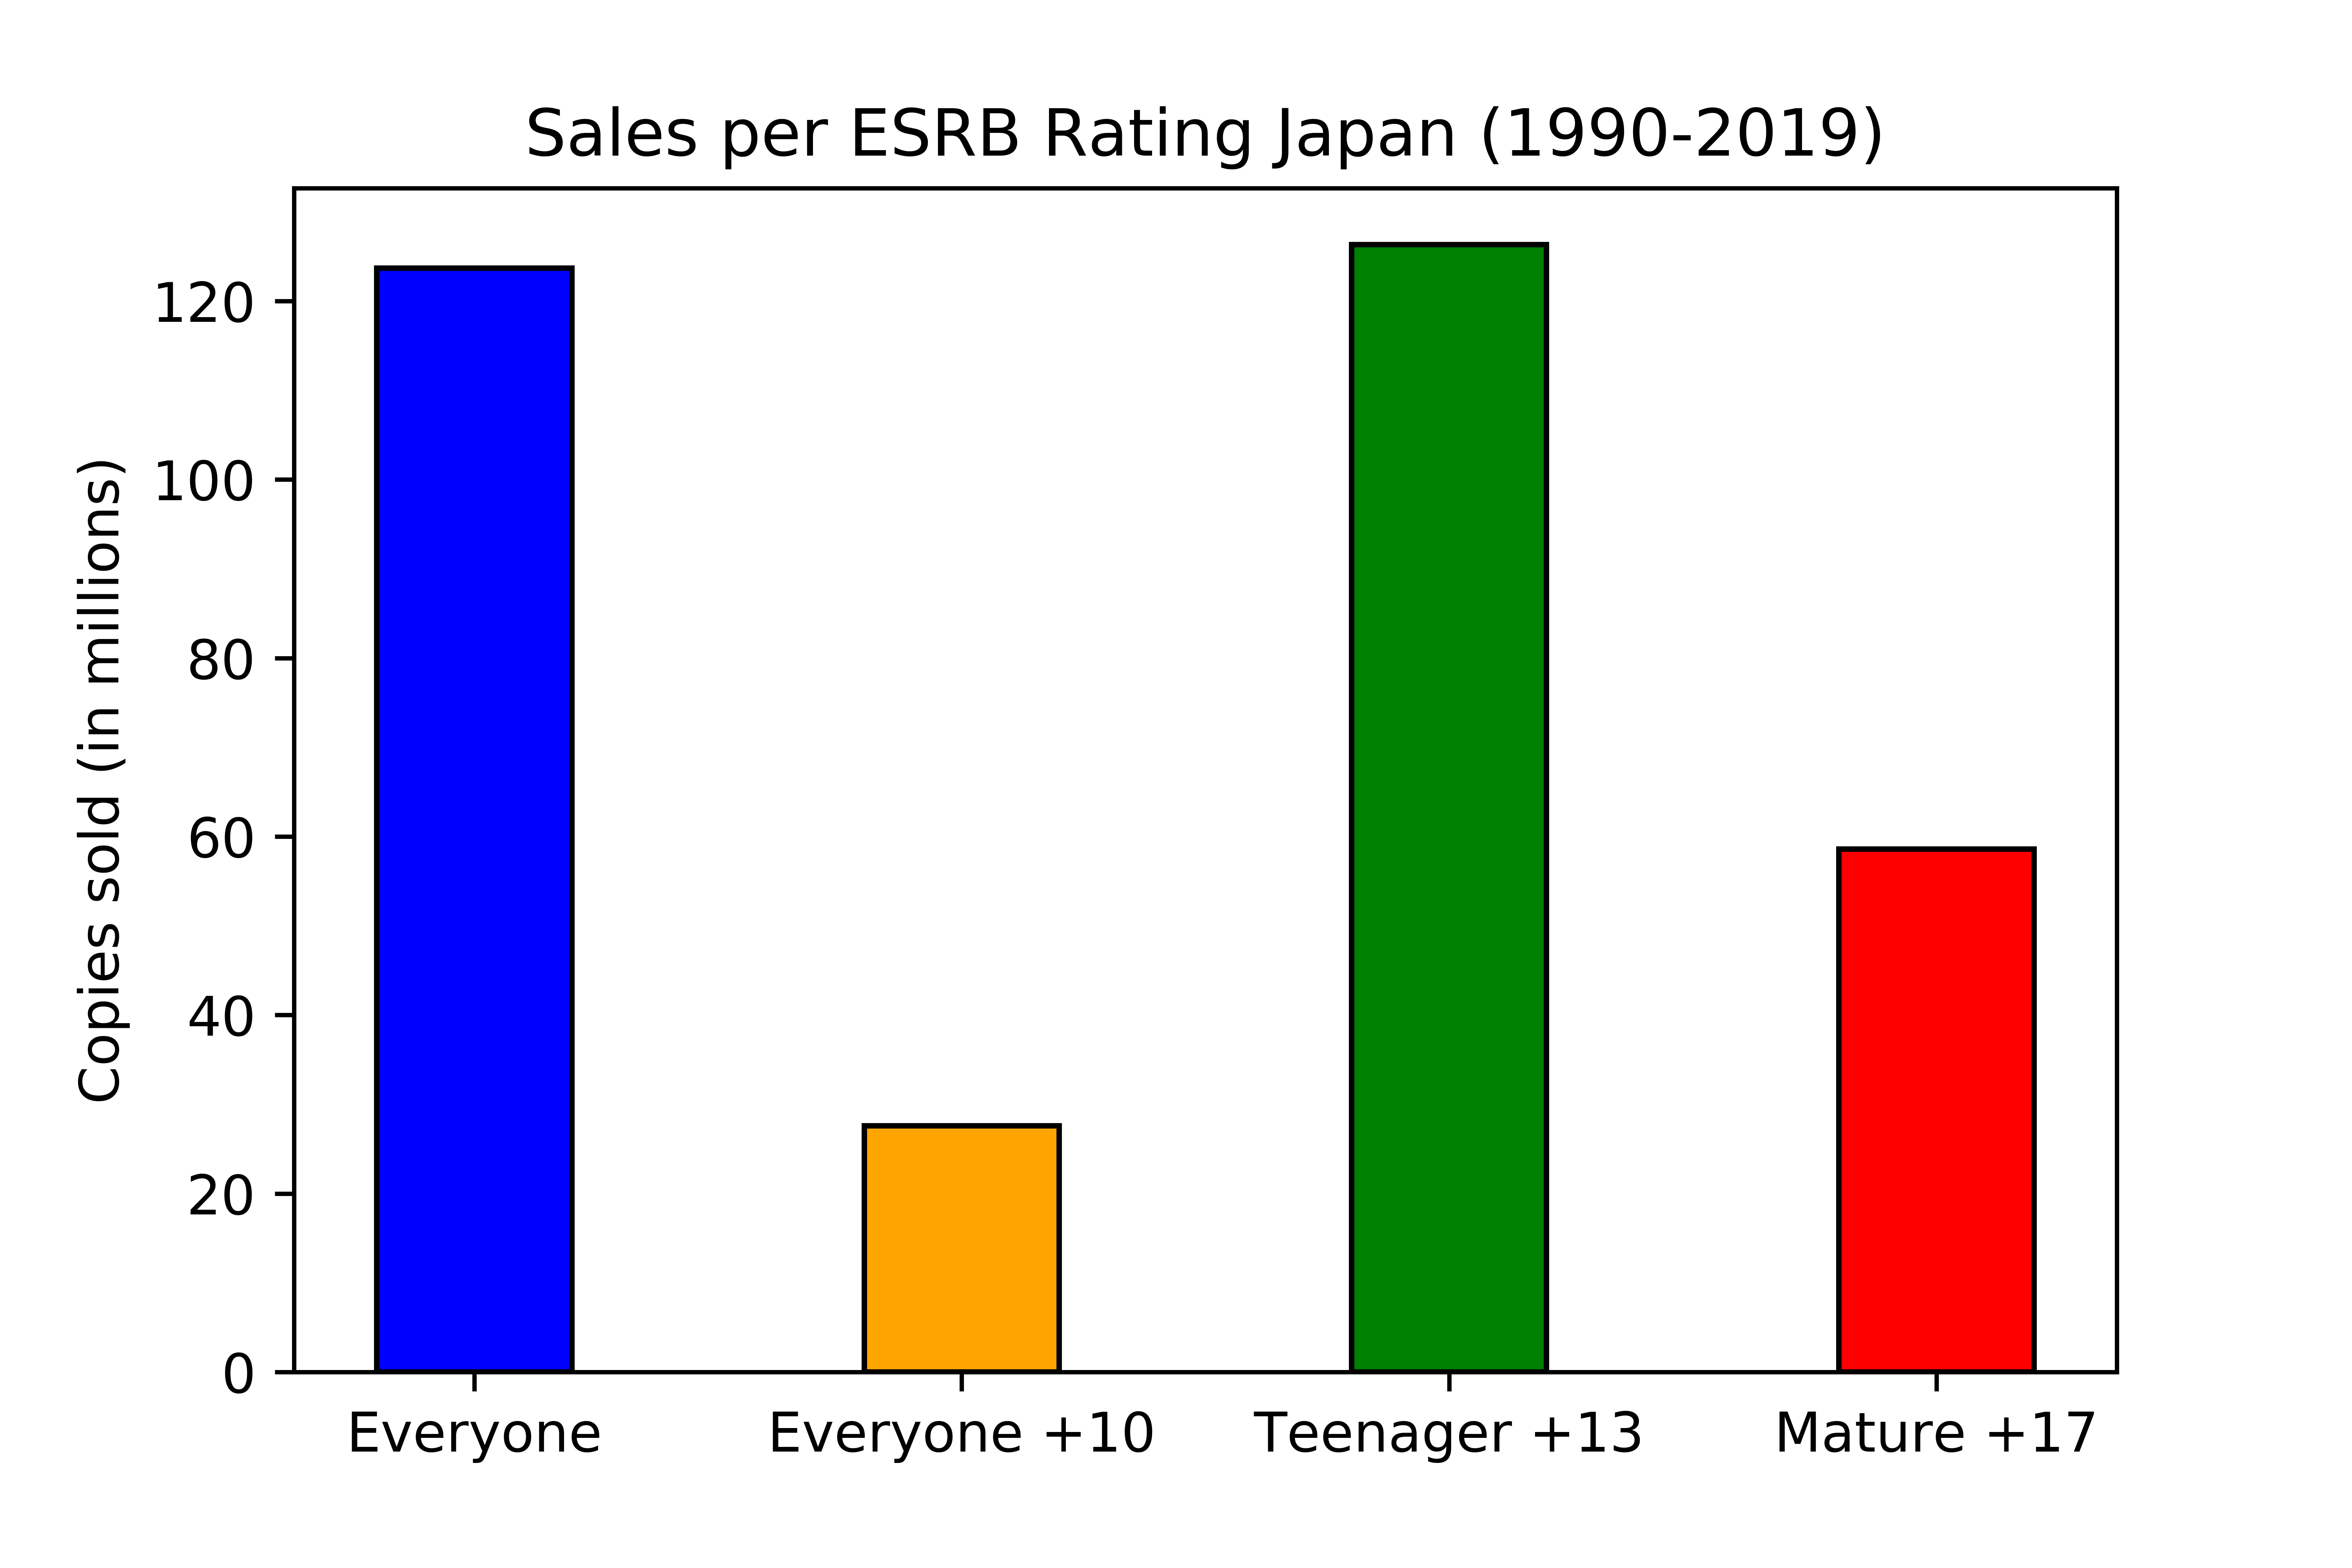 Sales per ESRB Rating Japan (1990-2019)
Copies sold (in millions)
120
100
80
60
40
20
0
Everyone
Everyone +10
Teenager +13
Mature +17